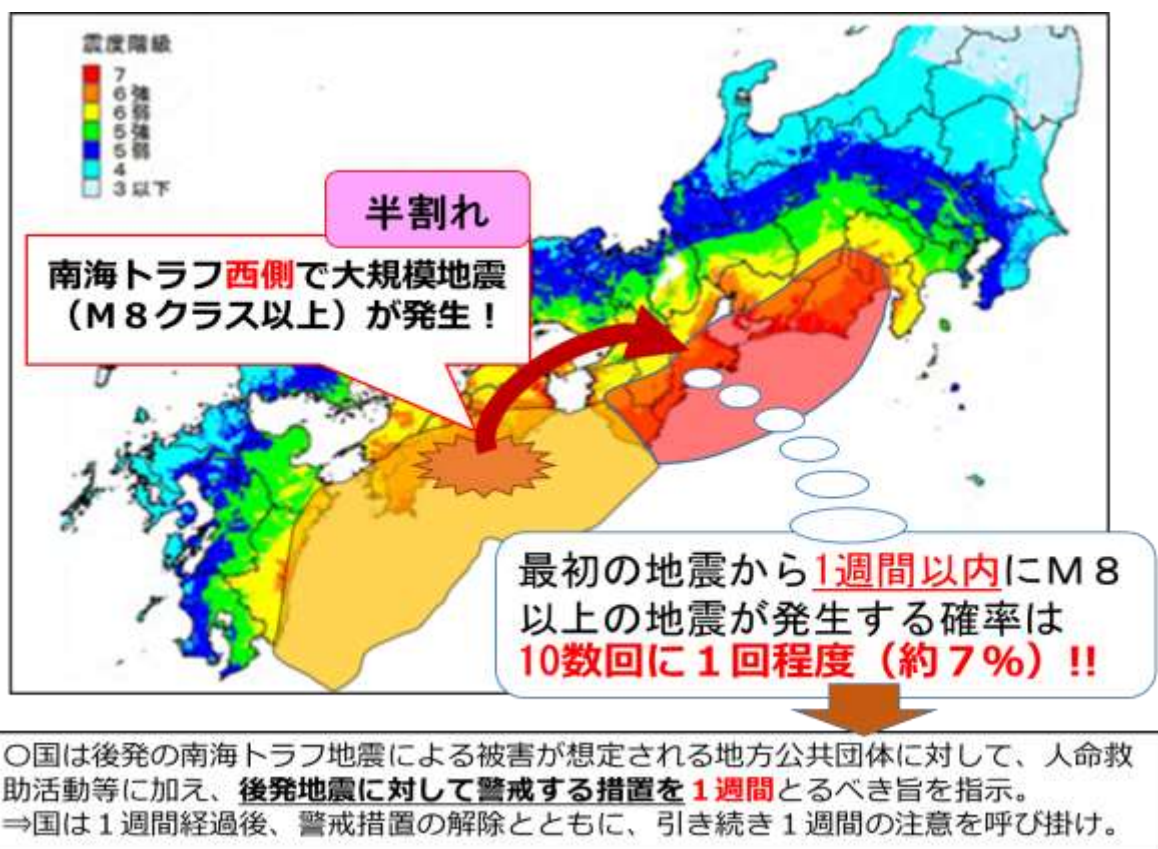 震度階級
7
6強
6弱
5強
5弱
4
3以下
半割れ
南海トラフ西側で大規模地震
（Ｍ８クラス以上）が発生！
最初の地震から1週間以内にＭ８
以上の地震が発生する確率は
10数回に１回程度（約７％）!!
〇国は後発の南海トラフ地震による被害が想定される地方公共団体に対して、人命救
助活動等に加え、後発地震に対して警戒する措置を１週間とるべき旨を指示。
⇒国は１週間経過後、警戒措置の解除とともに、引き続き１週間の注意を呼び掛け。